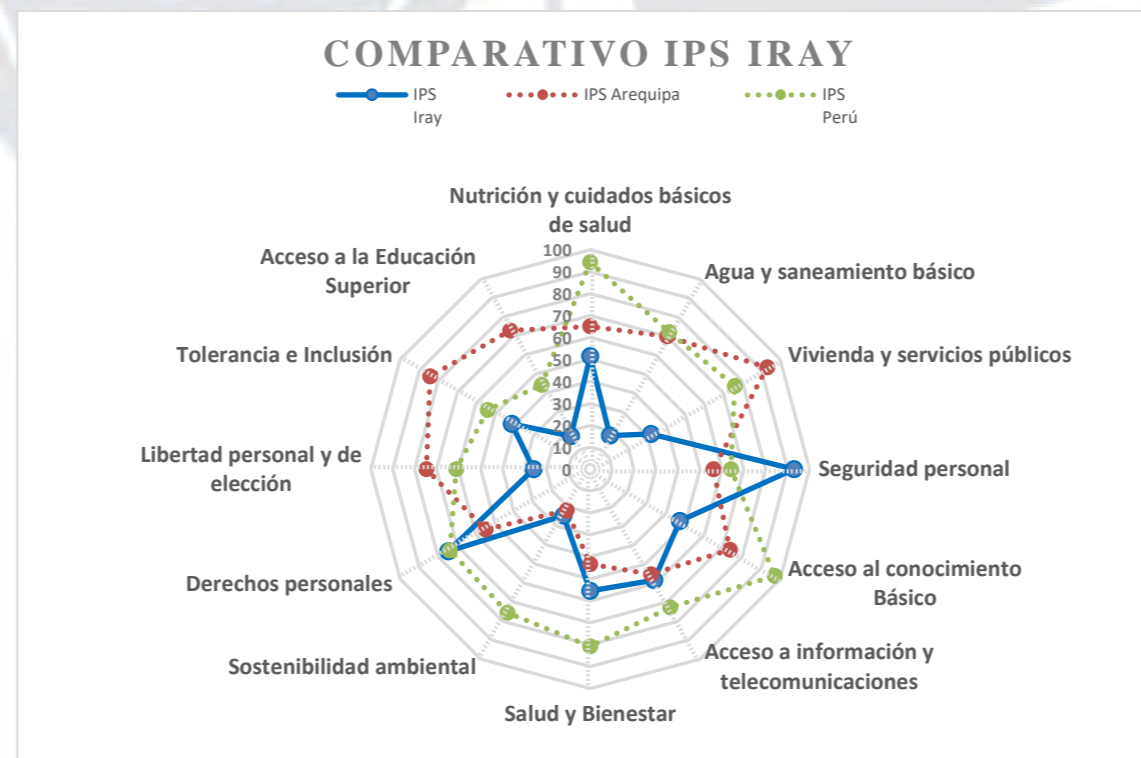 COMPARATIVO IPS IRAY
IPS
Iray
IPS Arequipa
IPS
Perú
Nutrición y cuidados básicos
de salud
Agua y saneamiento básico
Vivienda y servicios públicos
Seguridad personal
Acceso al conocimiento
Básico
Acceso a información y
telecomunicaciones
Salud y Bienestar
Sostenibilidad ambiental
Derechos personales
Libertad personal y de
elección
Tolerancia e Inclusión
Acceso a la Educación
Superior
100
90
80
70
60
50
40
30
20
10
0